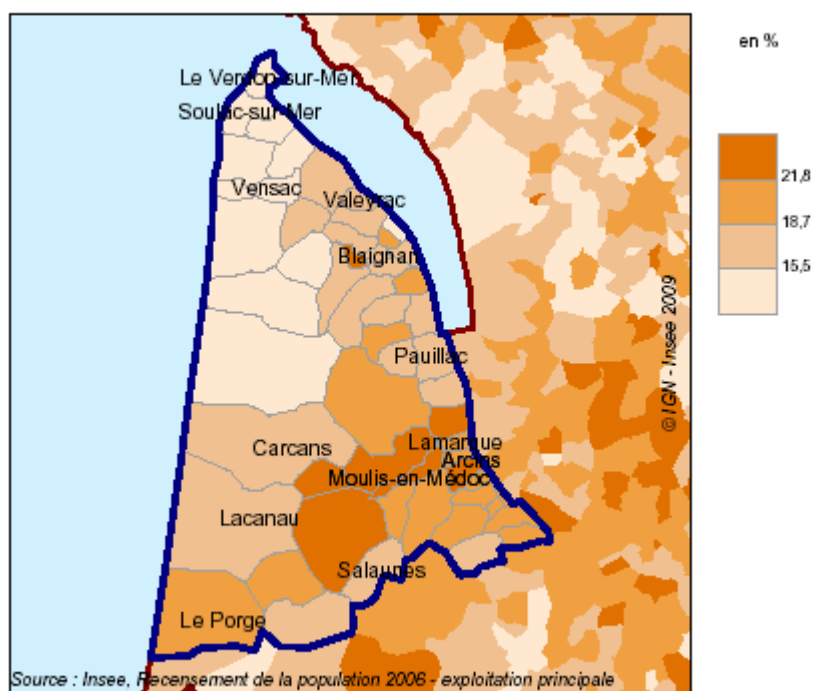 en %
Le Verdon-sur-Mer
Soulac-sur-Mer
21,8
Vensac
Valeyrac
18,7
Blaignan
15,5
© IGN - Insee 2009
Pauillac
Lamarque
Carcans
Arcins
Moulis-en-Médoc
Lacanau
Salaunes
Le Porge
Source : Insee, Recensement de la population 2006 - exploitation principale